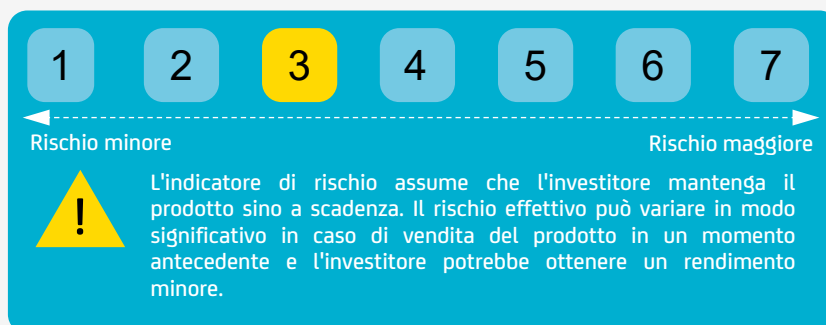 1 2 3 4 5 6 7
Rischio minore Rischio maggiore
!
L'indicatore di rischio assume che l'investitore mantenga il
prodotto sino a scadenza. Il rischio effettivo può variare in modo
significativo in caso di vendita del prodotto in un momento
antecedente e l'investitore potrebbe ottenere un rendimento
minore.